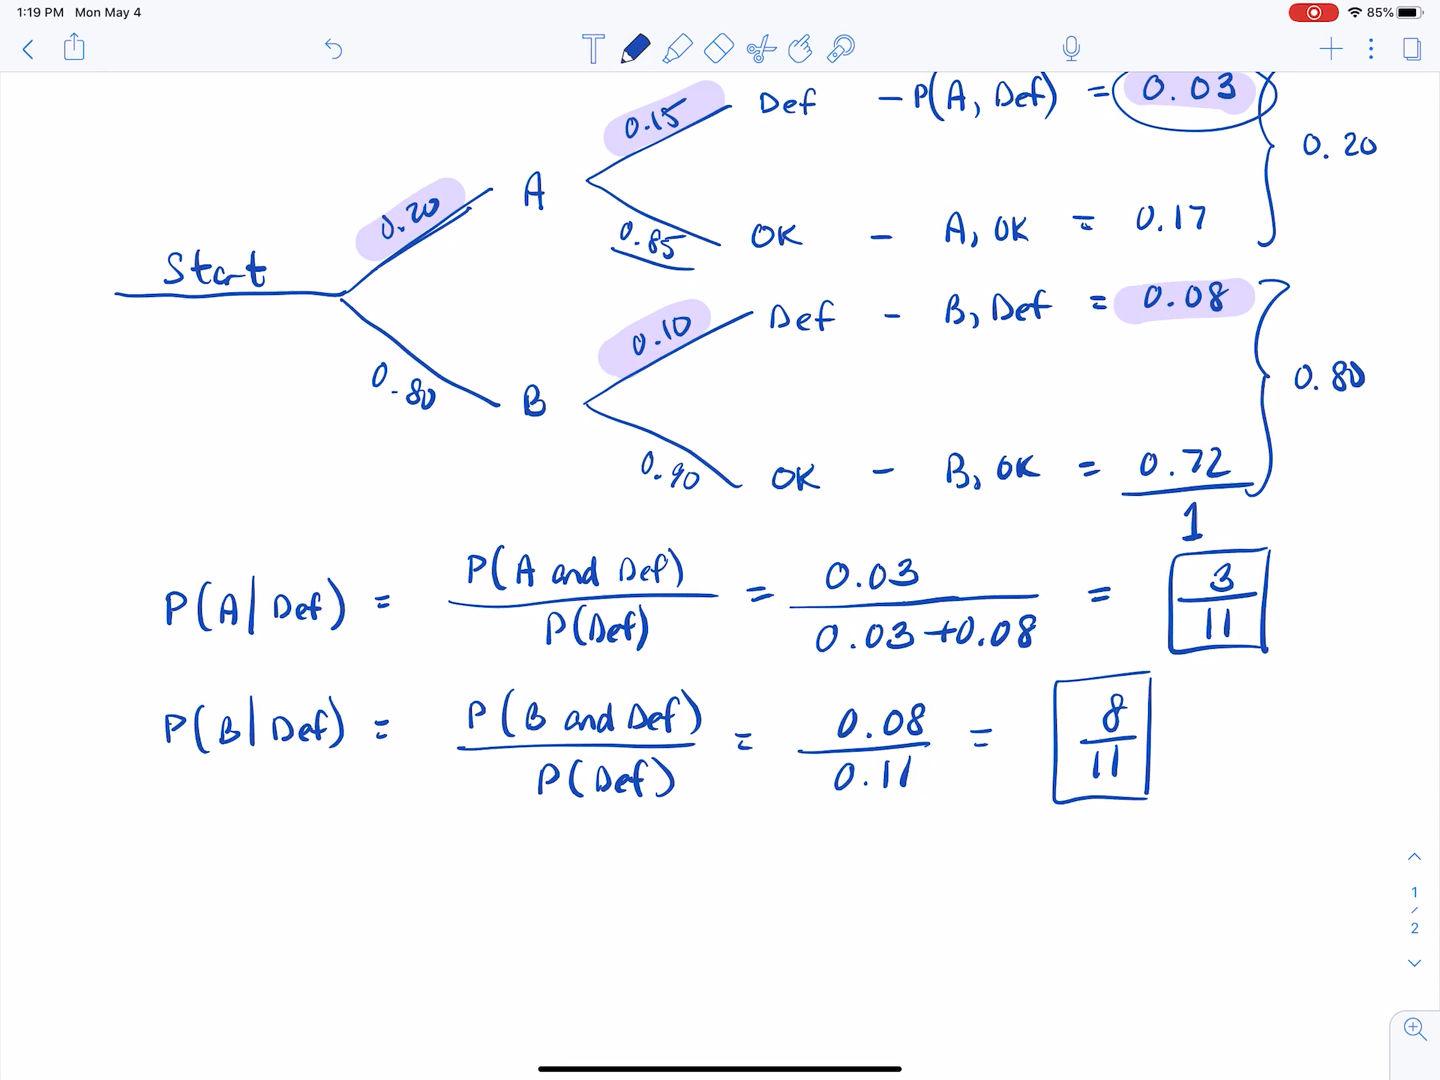 1:19 PM Mon May 4
85%
T
0.15 Def - P(A, Def) = 0.03
0.20
0.20 A
0.85 OK - A, OK = 0.17
Start
0.10 Def - B, Def = 0.08
0.80
0.80 B
0.90 OK - B, OK = 0.72
1
P(A | Def) = P(A and Def) / P(Def) = 0.03 / 0.03 + 0.08 = 3 / 11
P(B | Def) = P(B and Def) / P(Def) = 0.08 / 0.11 = 8 / 11
1
/
2